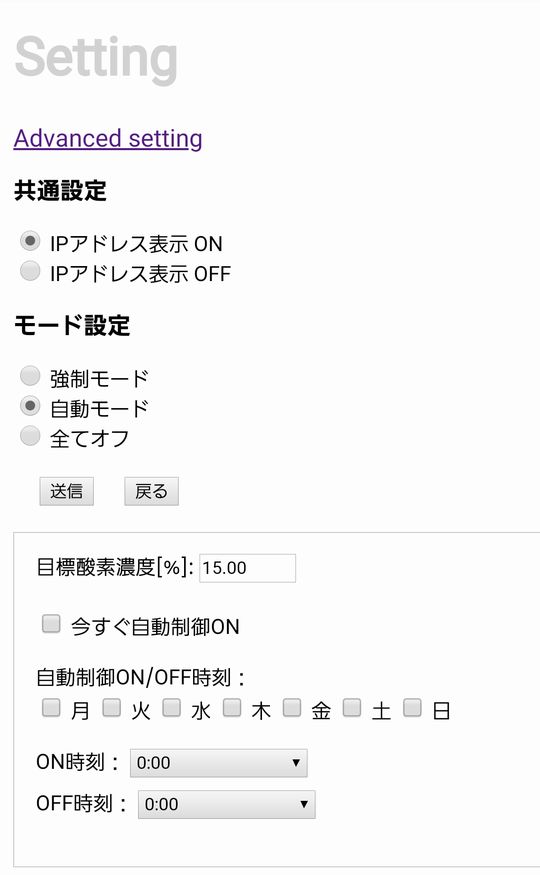 Setting
Advanced setting
共通設定
IPアドレス表示 ON
IPアドレス表示 OFF
モード設定
強制モード
自動モード
全てオフ
送信 戻る
目標酸素濃度[%]: 15.00
今すぐ自動制御ON
自動制御ON/OFF時刻：
月 火 水 木 金 土 日
ON時刻： 0:00
OFF時刻： 0:00